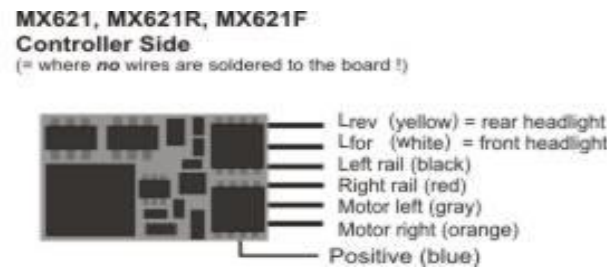 MX621, MX621R, MX621F
Controller Side
(= where no wires are soldered to the board !)
Lrev (yellow) = rear headlight
Lfor (white) = front headlight
Left rail (black)
Right rail (red)
Motor left (gray)
Motor right (orange)
Positive (blue)